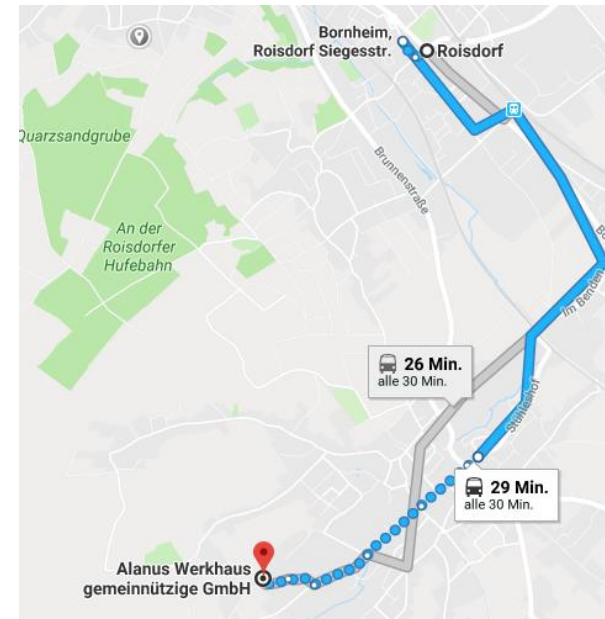 Bornheim,
Roisdorf Siegesstr.
Roisdorf
Quarzsandgrube
Brunnenstraße
An der
Roisdorfer
Hufebahn
Im Benden
26 Min.
alle 30 Min.
29 Min.
alle 30 Min.
Alanus Werkhaus
gemeinnützige GmbH